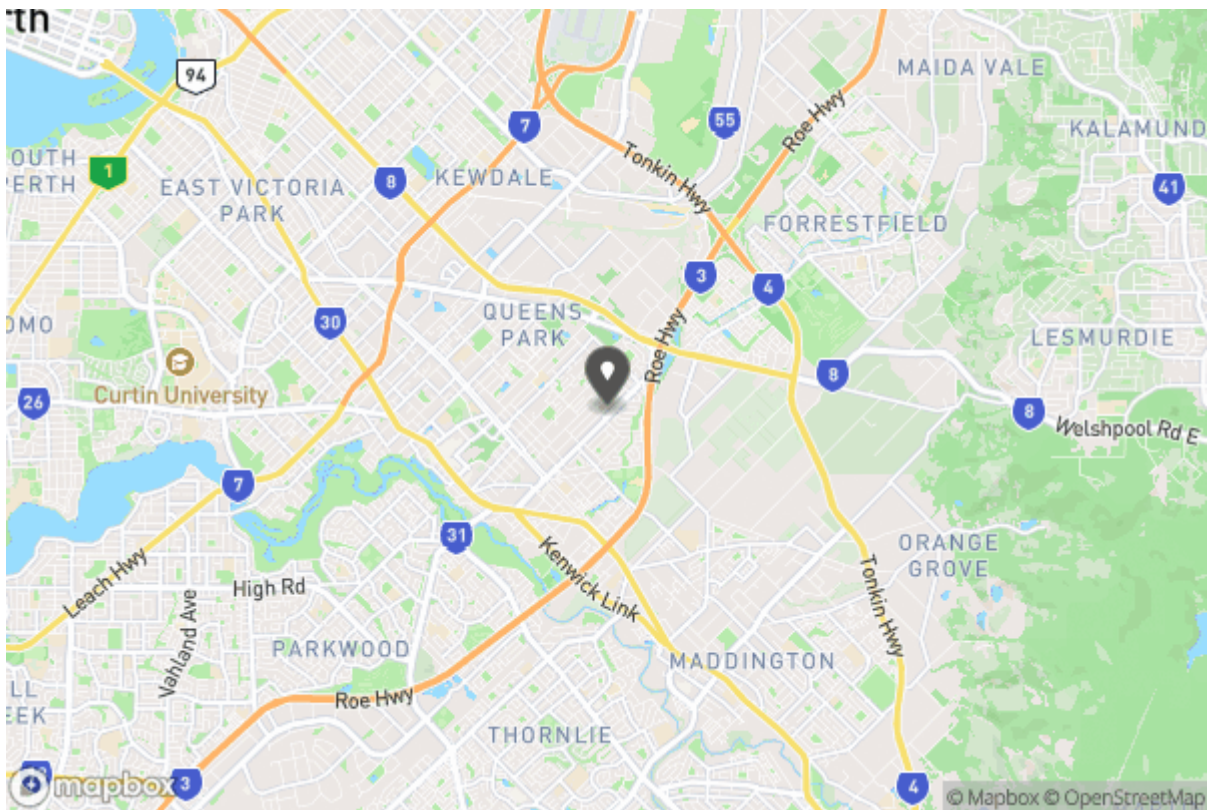 rth
94
MAIDA VALE
55
7
Roe Hwy
KALAMUND
OUTH
PERTH
1
Tonkin Hwy
EAST VICTORIA
PARK
8
KEWDALE
41
FORRESTFIELD
3
4
QUEENS
PARK
OMO
30
Roe Hwy
LESMURDIE
Curtin University
26
8
8
Welshpool Rd E
7
31
ORANGE
GROVE
Leach Hwy
High Rd
Kenwick Link
Tonkin Hwy
Vahland Ave
PARKWOOD
MADDINGTON
LL
EEK
Roe Hwy
THORNLIE
3
4
mapbox
© Mapbox © OpenStreetMap